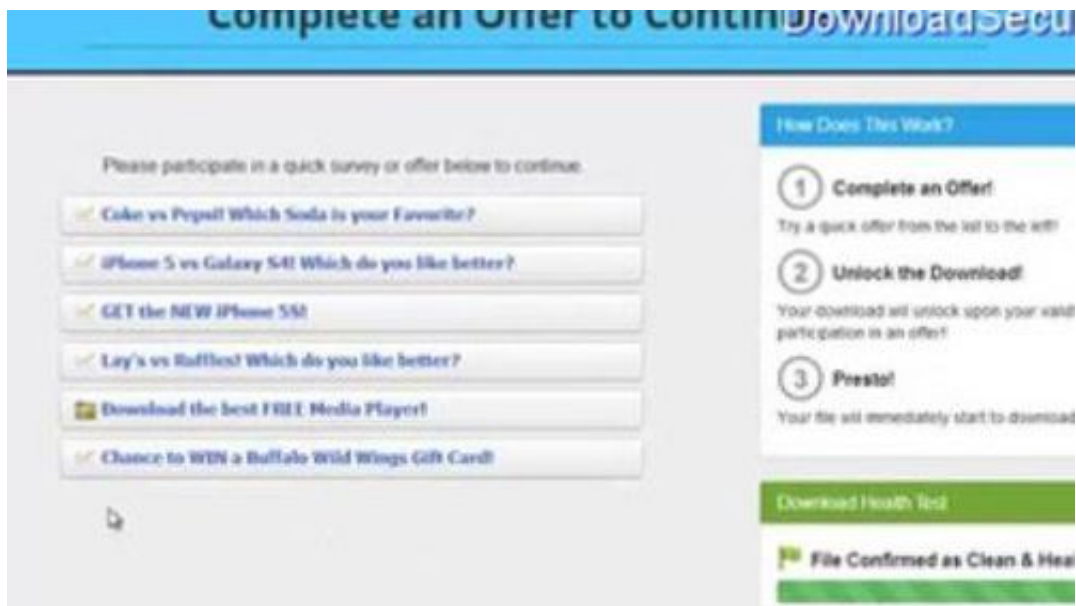 Complete an Offer to Continue
DownloadSecu
Please participate in a quick survey or offer below to continue.
Coke vs Pepsi! Which Soda is your Favorite?
iPhone 5 vs Galaxy S4! Which do you like better?
GET the NEW iPhone 5S!
Lay's vs Ruffles! Which do you like better?
Download the best FREE Media Player!
Chance to WIN a Buffalo Wild Wings Gift Card!
How Does This Work?
1 Complete an Offer!
Try a quick offer from the list to the left!
2 Unlock the Download!
Your download will unlock upon your valid
participation in an offer!
3 Presto!
Your file will immediately start to download
Download Health Test
File Confirmed as Clean & Heal